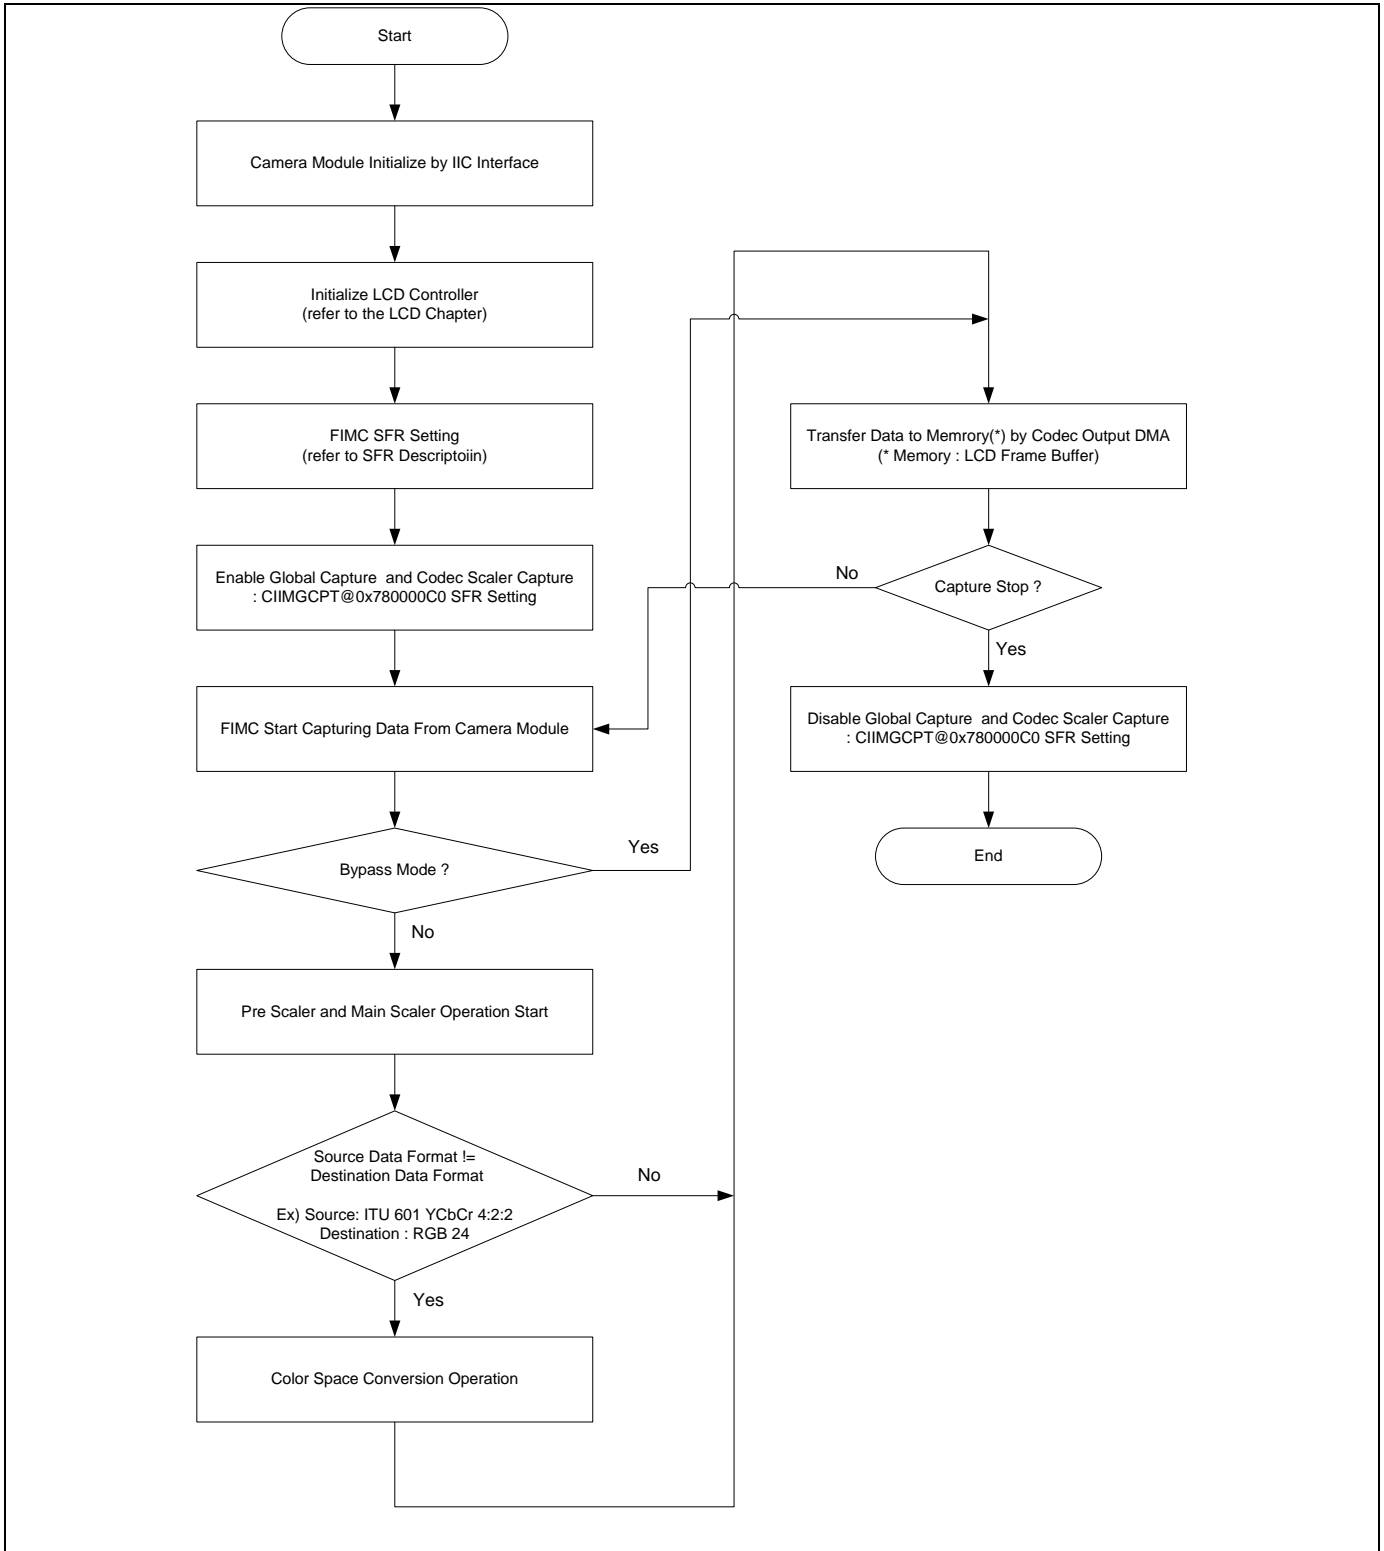 Start
Camera Module Initialize by IIC Interface
Initialize LCD Controller
(refer to the LCD Chapter)
FIMC SFR Setting
(refer to SFR Descriptoiin)
Enable Global Capture and Codec Scaler Capture
: CIIMGCPT@0x780000C0 SFR Setting
FIMC Start Capturing Data From Camera Module
Bypass Mode ?
Yes
No
Pre Scaler and Main Scaler Operation Start
Source Data Format !=
Destination Data Format
Ex) Source: ITU 601 YCbCr 4:2:2
Destination : RGB 24
No
Yes
Color Space Conversion Operation
Transfer Data to Memrory(*) by Codec Output DMA
(* Memory : LCD Frame Buffer)
Capture Stop ?
No
Yes
Disable Global Capture and Codec Scaler Capture
: CIIMGCPT@0x780000C0 SFR Setting
End